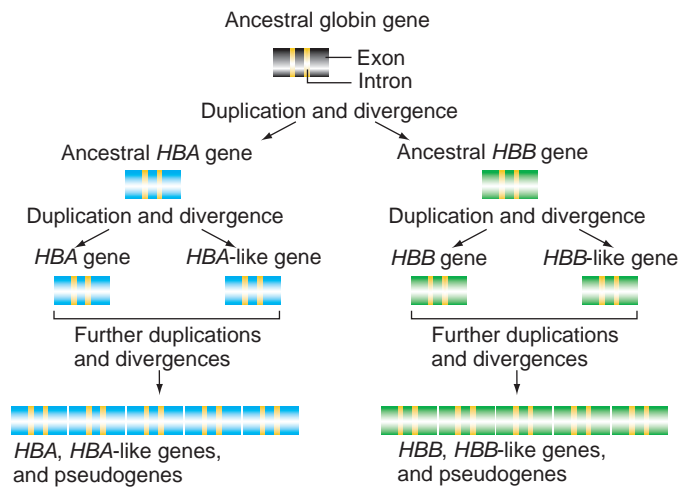 Ancestral globin gene
Exon
Intron
Duplication and divergence
Ancestral HBA gene
Ancestral HBB gene
Duplication and divergence
Duplication and divergence
HBA gene
HBA-like gene
HBB gene
HBB-like gene
Further duplications
and divergences
Further duplications
and divergences
HBA, HBA-like genes,
and pseudogenes
HBB, HBB-like genes,
and pseudogenes